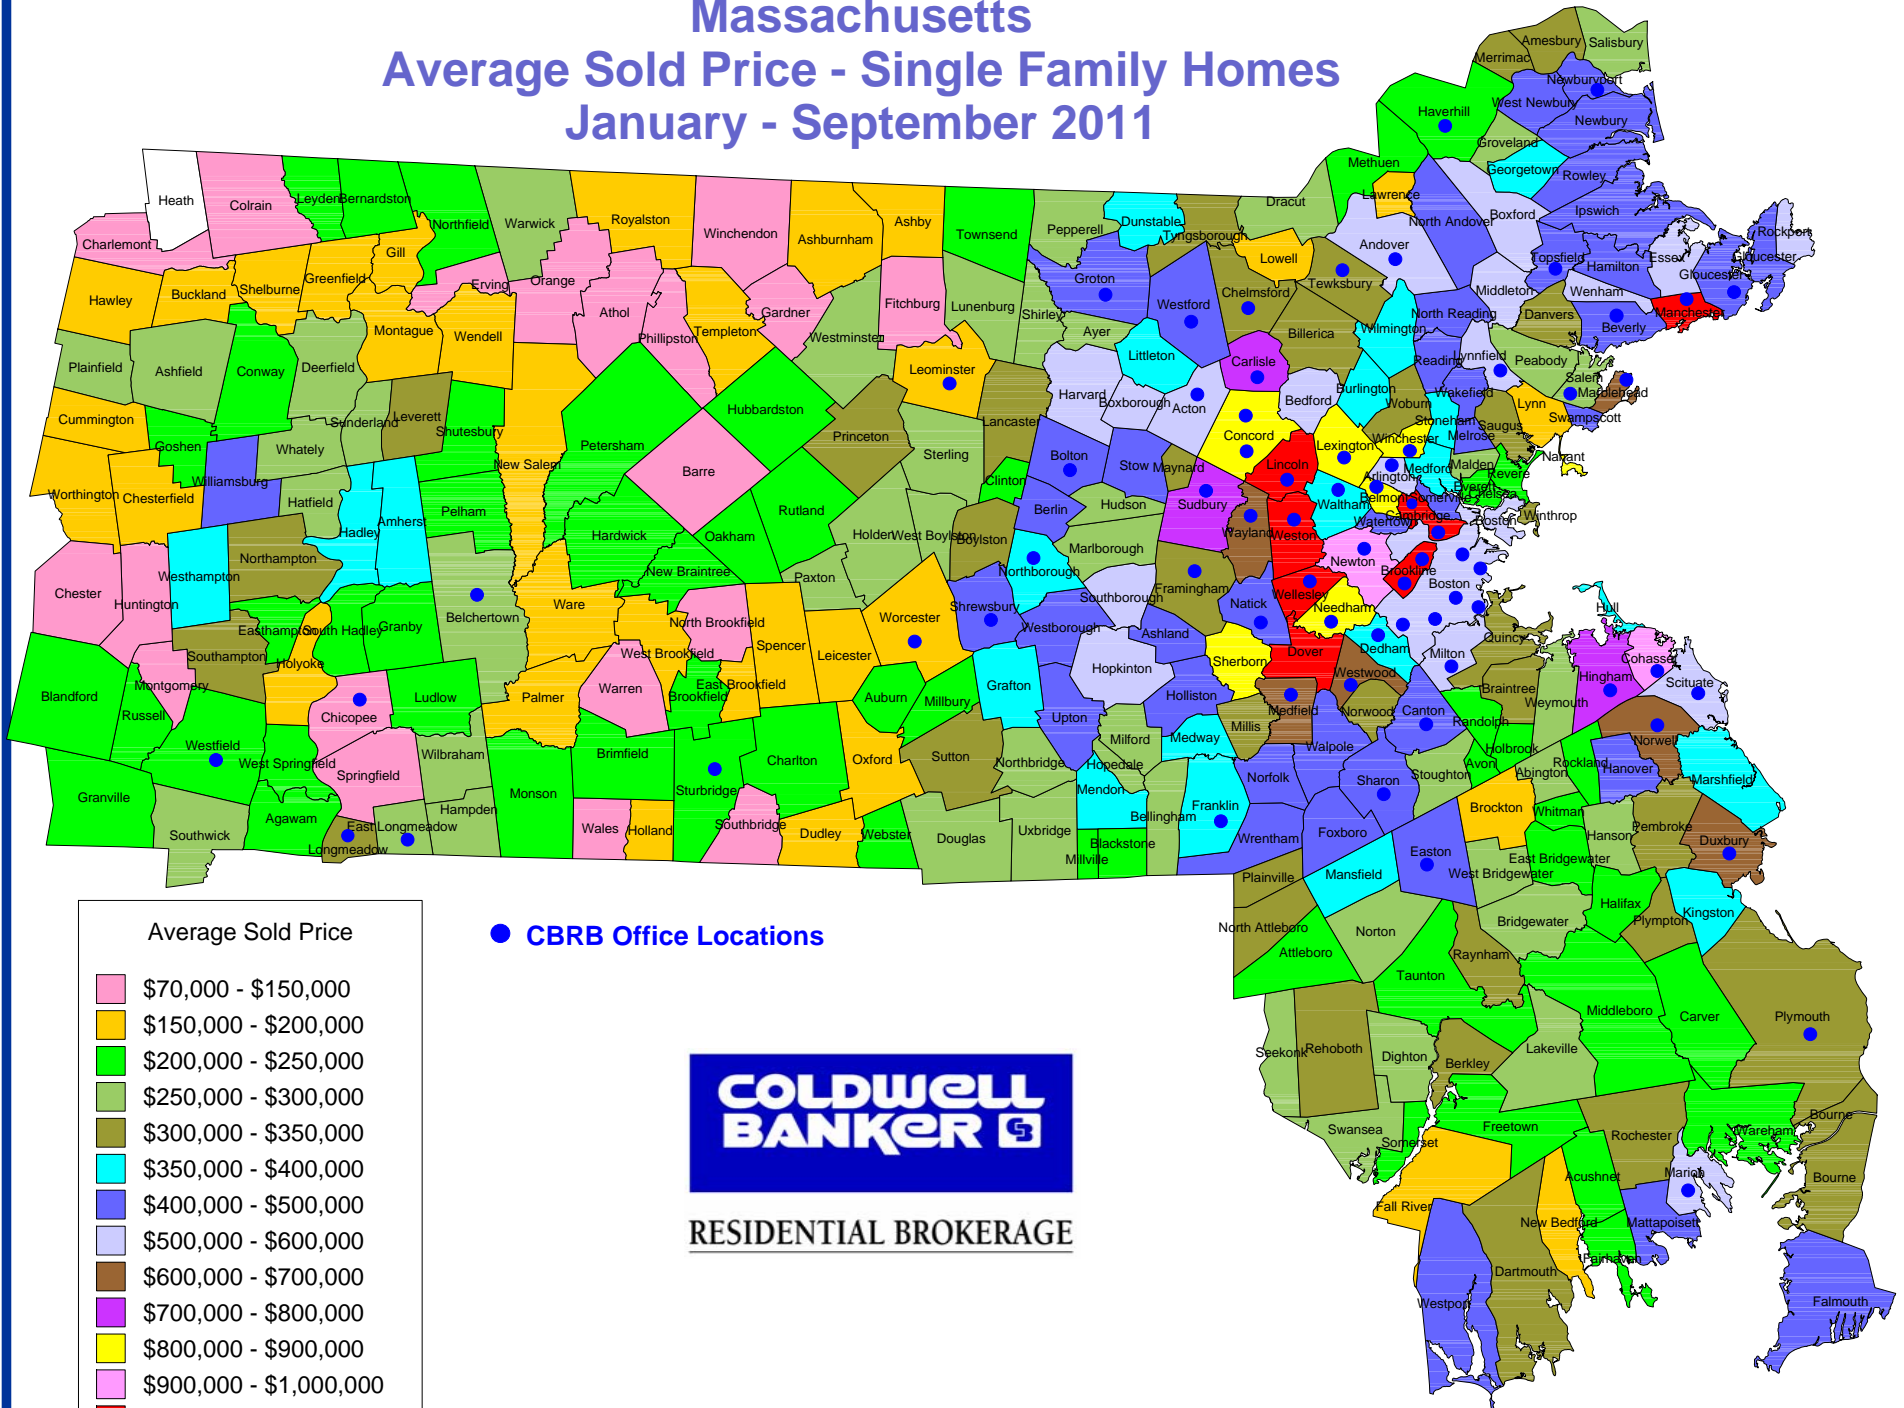 Massachusetts
Average Sold Price - Single Family Homes
January - September 2011
Amesbury
Salisbury
Merrimac
Newburyport
West Newbury
Haverhill
Newbury
Groveland
Methuen
Georgetown
Rowley
Lawrence
Heath
Colrain
Leyden
Bernardston
Northfield
Warwick
Royalston
Winchendon
Ashburnham
Ashby
Townsend
Pepperell
Dunstable
Tyngsborough
Dracut
North Andover
Boxford
Ipswich
Rockport
Charlemont
Gill
Andover
Topsfield
Hamilton
Essex
Gloucester
Gloucester
Hawley
Buckland
Shelburne
Greenfield
Erving
Orange
Lowell
Groton
Tewksbury
Middleton
Wenham
Manchester
Athol
Phillipston
Templeton
Gardner
Fitchburg
Lunenburg
Shirley
Westford
Chelmsford
Montague
Wendell
Westminster
Ayer
Billerica
Wilmington
North Reading
Danvers
Beverly
Plainfield
Ashfield
Conway
Deerfield
Leominster
Littleton
Carlisle
Reading
Lynnfield
Peabody
Salem
Marblehead
Cummington
Goshen
Sunderland
Leverett
Shutesbury
Petersham
Hubbardston
Princeton
Lancaster
Harvard
Boxborough
Acton
Bedford
Burlington
Woburn
Wakefield
Lynn
Swampscott
Whately
New Salem
Barre
Sterling
Bolton
Stow
Maynard
Concord
Lincoln
Lexington
Winchester
Stoneham
Melrose
Saugus
Nahant
Worthington
Chesterfield
Williamsburg
Hatfield
Hadley
Amherst
Pelham
Hardwick
Oakham
Rutland
Clinton
Berlin
Hudson
Sudbury
Wayland
Weston
Waltham
Arlington
Medford
Malden
Revere
Everett
Chelsea
Belmont
Somerville
Cambridge
Watertown
Boston
Winthrop
Northampton
Westhampton
Holden
West Boylston
Boylston
Marlborough
Northborough
Framingham
Newton
Brookline
Boston
Chester
Huntington
New Braintree
Paxton
Belchertown
Ware
Southborough
Natick
Wellesley
Needham
Hull
Easthampton
South Hadley
Granby
North Brookfield
Spencer
Leicester
Worcester
Shrewsbury
Westborough
Ashland
Sherborn
Dover
Dedham
Milton
Quincy
Southampton
Holyoke
West Brookfield
Hopkinton
Westwood
Cohasset
Hingham
Scituate
Blandford
Russell
Montgomery
Chicopee
Ludlow
Palmer
Warren
Brookfield
East Brookfield
Auburn
Millbury
Grafton
Upton
Holliston
Millis
Medfield
Norwood
Canton
Braintree
Weymouth
Randolph
Holbrook
Norwell
Westfield
West Springfield
Springfield
Wilbraham
Brimfield
Sturbridge
Charlton
Oxford
Sutton
Northbridge
Milford
Hopedale
Medway
Walpole
Norfolk
Sharon
Stoughton
Avon
Abington
Rockland
Hanover
Marshfield
Granville
Southwick
Agawam
East Longmeadow
Longmeadow
Hampden
Monson
Wales
Holland
Southbridge
Dudley
Webster
Douglas
Uxbridge
Mendon
Millville
Blackstone
Bellingham
Franklin
Wrentham
Foxboro
Easton
Brockton
Whitman
Hanson
Pembroke
Duxbury
East Bridgewater
West Bridgewater
Mansfield
Plainville
North Attleboro
Attleboro
Norton
Bridgewater
Halifax
Plympton
Kingston
Raynham
Taunton
Middleboro
Carver
Plymouth
Seekonk
Rehoboth
Dighton
Berkley
Lakeville
Swansea
Somerset
Freetown
Rochester
Wareham
Bourne
Bourne
Fall River
New Bedford
Acushnet
Marion
Mattapoisett
Fairhaven
Dartmouth
Westport
Falmouth
Average Sold Price
$70,000 - $150,000
$150,000 - $200,000
$200,000 - $250,000
$250,000 - $300,000
$300,000 - $350,000
$350,000 - $400,000
$400,000 - $500,000
$500,000 - $600,000
$600,000 - $700,000
$700,000 - $800,000
$800,000 - $900,000
$900,000 - $1,000,000
CBRB Office Locations
COLDWELL
BANKER CB
RESIDENTIAL BROKERAGE